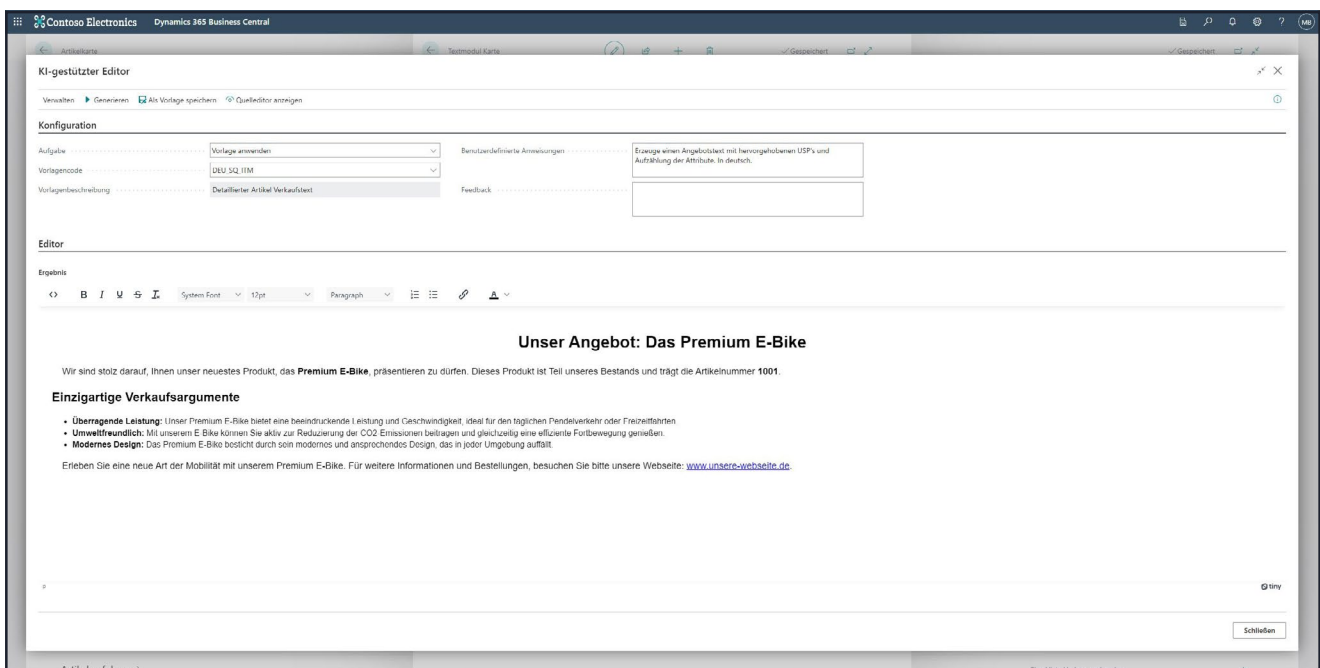 Contoso Electronics Dynamics 365 Business Central MB
Artikelkarte Textmodul Karte Gespeichert Gespeichert
KI-gestützter Editor
Verwalten Generieren Als Vorlage speichern Quelleditor anzeigen
Konfiguration
Aufgabe Vorlage anwenden Benutzerdefinierte Anweisungen Erzeuge einen Angebotstext mit hervorgehobenen USP's und
Aufzählung der Attribute. In deutsch.
Vorlagencode DEU_SQ_ITM
Vorlagenbeschreibung Detaillierter Artikel Verkaufstext Feedback
Editor
Ergebnis
B I U S System Font 12pt Paragraph A
Unser Angebot: Das Premium E-Bike
Wir sind stolz darauf, Ihnen unser neuestes Produkt, das Premium E-Bike, präsentieren zu dürfen. Dieses Produkt ist Teil unseres Bestands und trägt die Artikelnummer 1001.
Einzigartige Verkaufsargumente
• Überragende Leistung: Unser Premium E-Bike bietet eine beeindruckende Leistung und Geschwindigkeit, ideal für den täglichen Pendelverkehr oder Freizeitfahrten
• Umweltfreundlich: Mit unserem E-Bike können Sie aktiv zur Reduzierung der CO2 Emissionen beitragen und gleichzeitig eine effiziente Fortbewegung genießen.
• Modernes Design: Das Premium E-Bike besticht durch sein modernes und ansprechendes Design, das in jeder Umgebung auffällt.
Erleben Sie eine neue Art der Mobilität mit unserem Premium E-Bike. Für weitere Informationen und Bestellungen, besuchen Sie bitte unsere Webseite: www.unsere-webseite.de.
tiny
Schließen